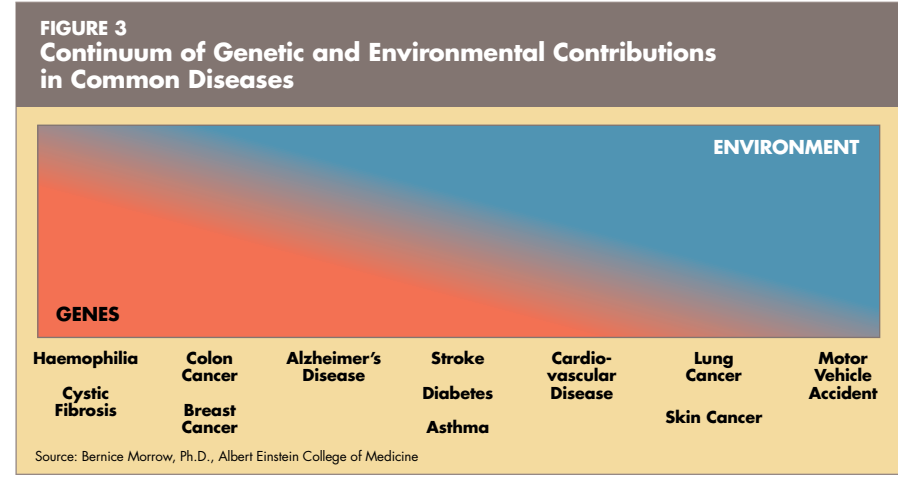 FIGURE 3
Continuum of Genetic and Environmental Contributions
in Common Diseases
ENVIRONMENT
GENES
Haemophilia
Cystic
Fibrosis
Colon
Cancer
Breast
Cancer
Alzheimer's
Disease
Stroke
Diabetes
Asthma
Cardio-
vascular
Disease
Lung
Cancer
Skin Cancer
Motor
Vehicle
Accident
Source: Bernice Morrow, Ph.D., Albert Einstein College of Medicine